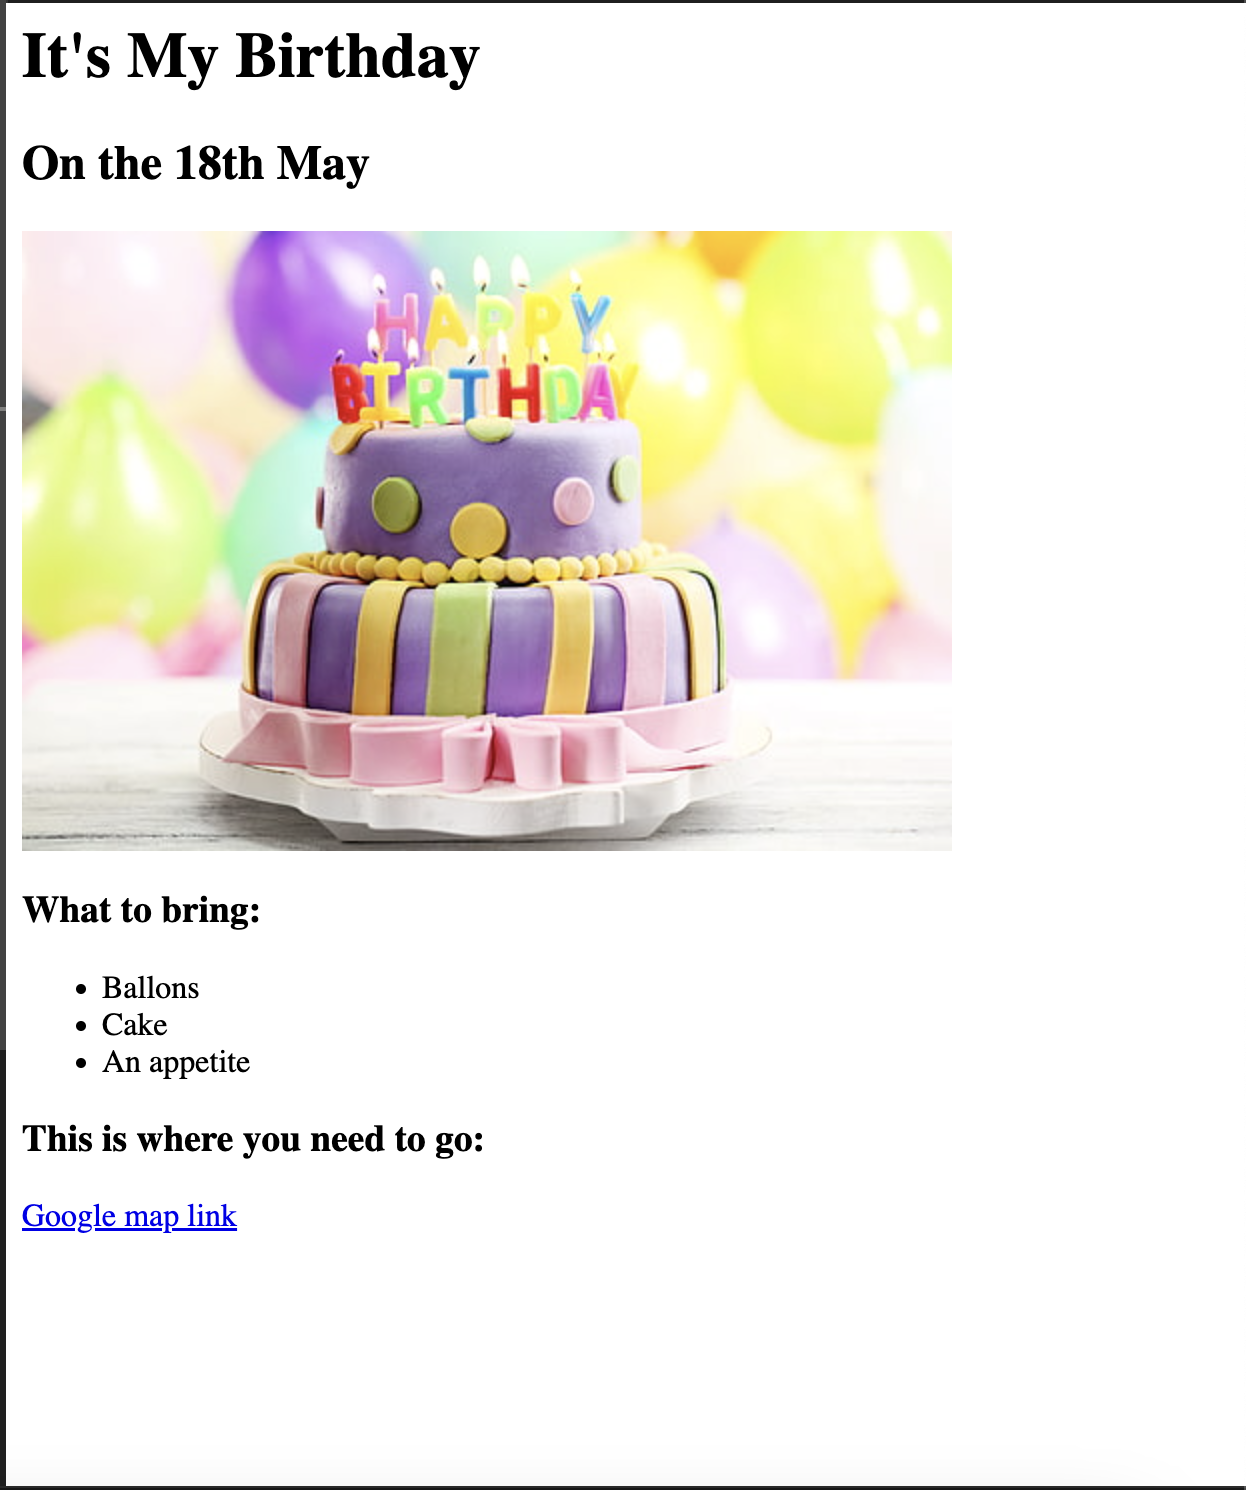 It's My Birthday
On the 18th May
HAPPY
BIRTHDAY
What to bring:
Ballons
Cake
An appetite
This is where you need to go:
Google map link